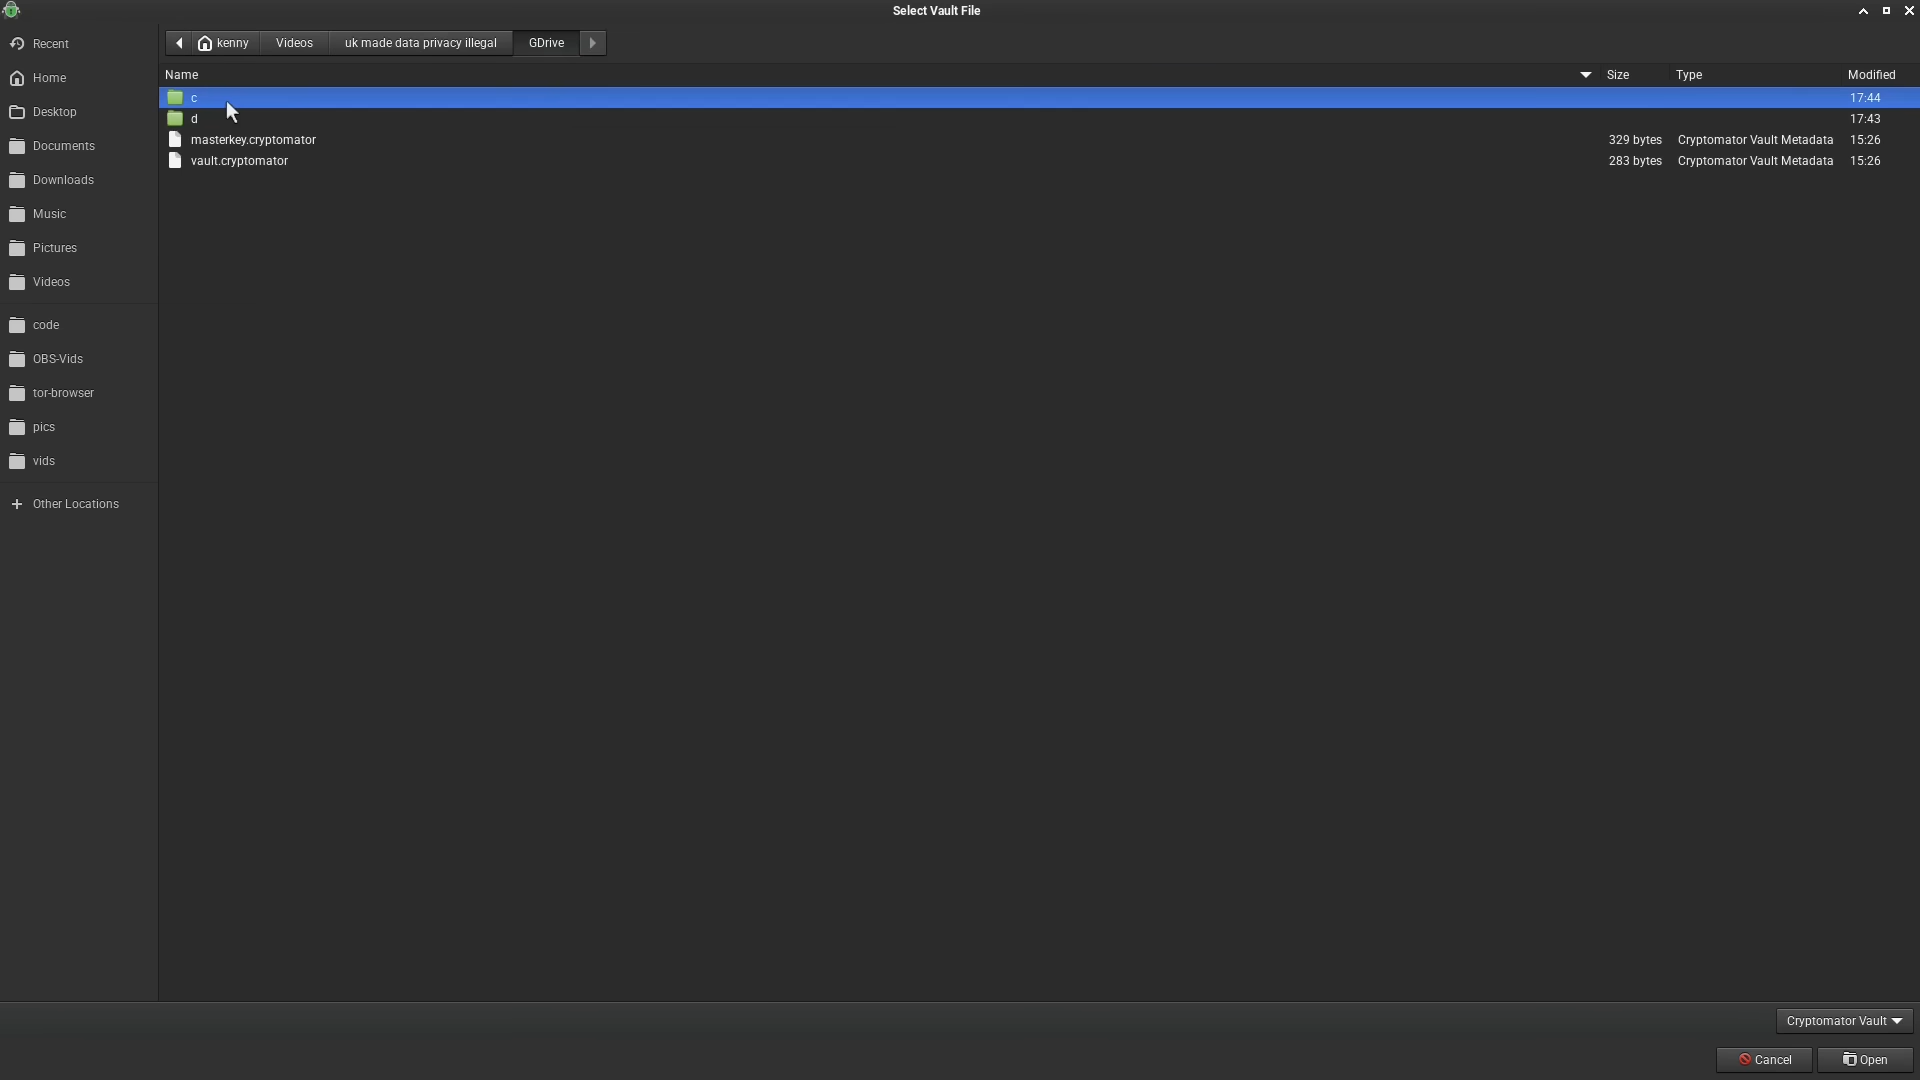 Select Vault File
Recent
Home
Desktop
Documents
Downloads
Music
Pictures
Videos
code
OBS-Vids
tor-browser
pics
vids
Other Locations
kenny Videos uk made data privacy illegal GDrive
Name Size Type Modified
c 17:44
d 17:43
masterkey.cryptomator 329 bytes Cryptomator Vault Metadata 15:26
vault.cryptomator 283 bytes Cryptomator Vault Metadata 15:26
Cryptomator Vault
Cancel Open